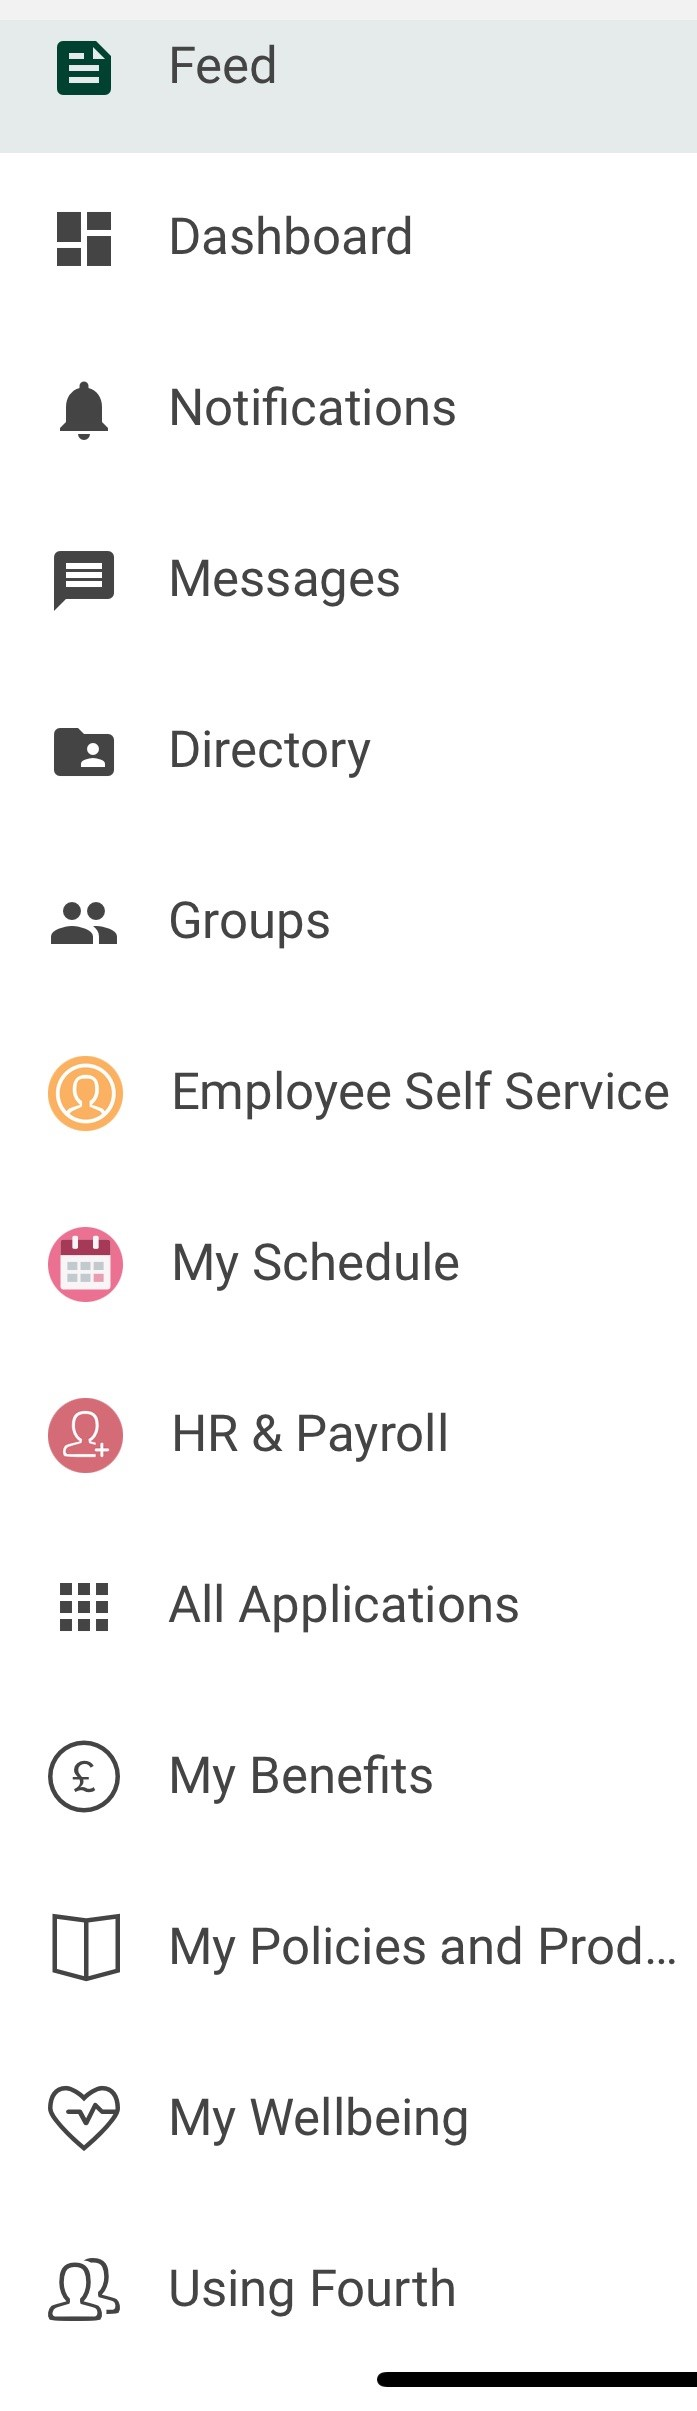 Feed
Dashboard
Notifications
Messages
Directory
Groups
Employee Self Service
My Schedule
HR & Payroll
All Applications
£
My Benefits
My Policies and Prod...
My Wellbeing
Using Fourth